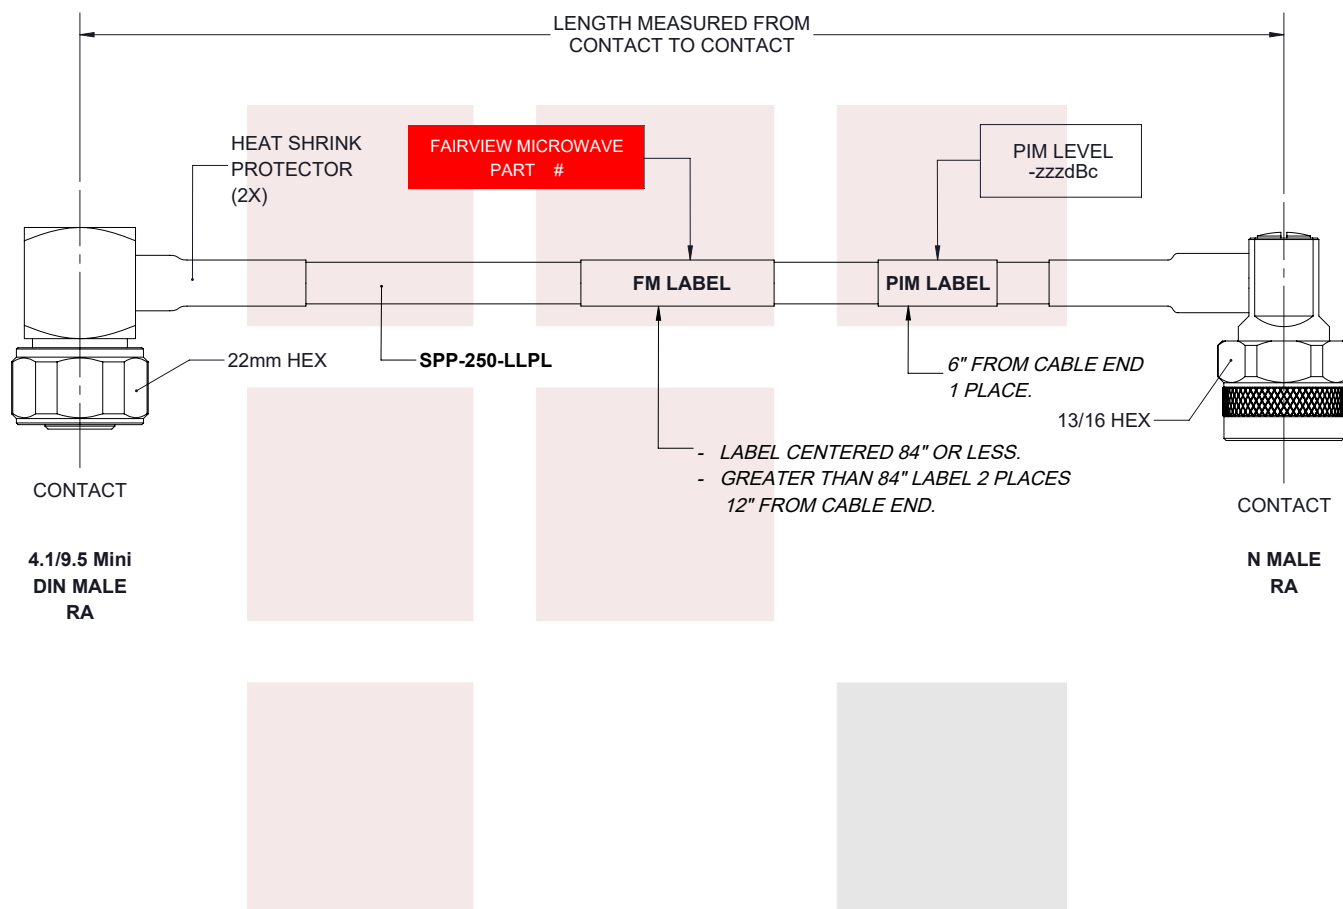 LENGTH MEASURED FROM
CONTACT TO CONTACT
HEAT SHRINK
PROTECTOR
(2X)
FAIRVIEW MICROWAVE
PART #
PIM LEVEL
-zzzdBc
FM LABEL
PIM LABEL
22mm HEX
SPP-250-LLPL
6" FROM CABLE END
1 PLACE.
13/16 HEX
- LABEL CENTERED 84" OR LESS.
- GREATER THAN 84" LABEL 2 PLACES
12" FROM CABLE END.
CONTACT
4.1/9.5 Mini
DIN MALE
RA
CONTACT
N MALE
RA